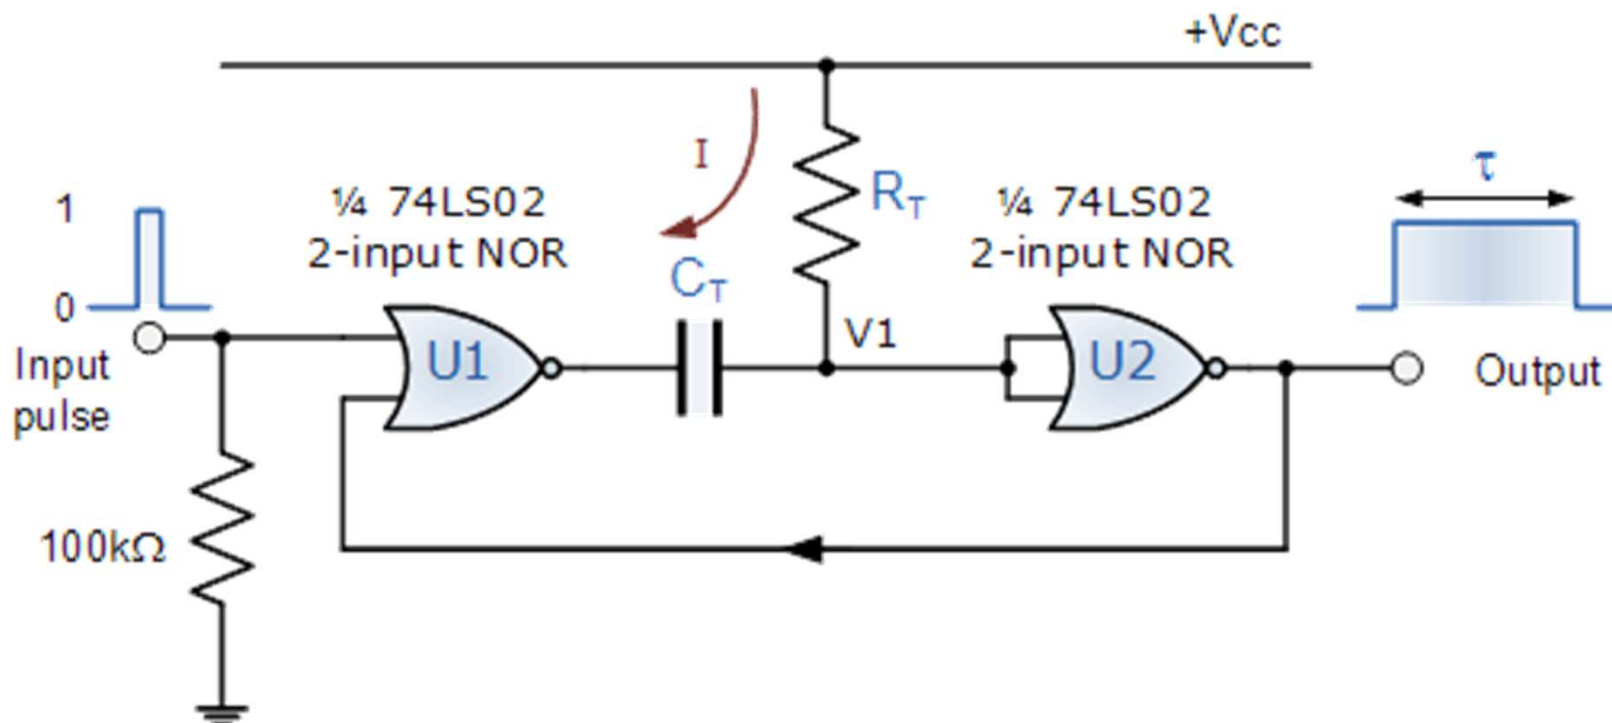 +Vcc
I
¼ 74LS02
2-input NOR
R_T
¼ 74LS02
2-input NOR
τ
1
0
C_T
V1
Input
pulse
U1
U2
Output
100kΩ